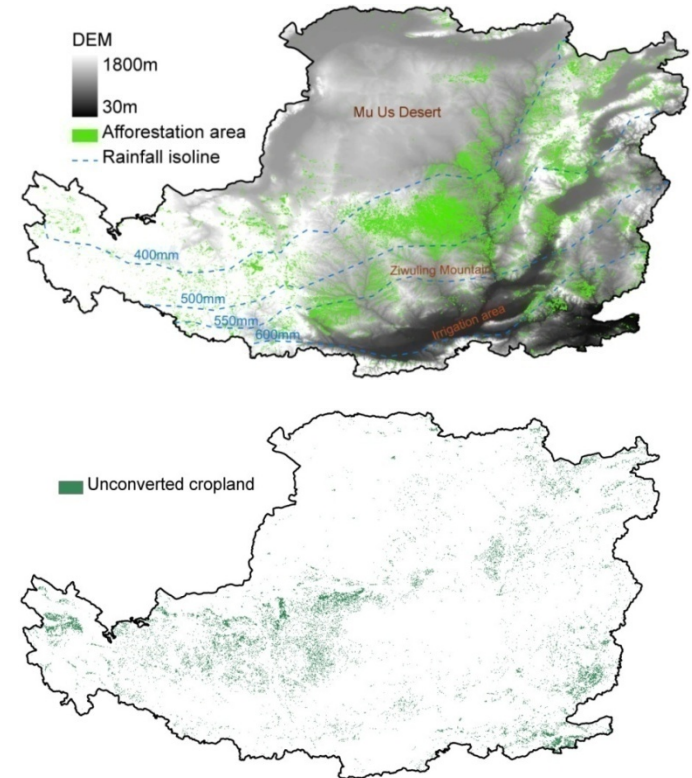 DEM
1800m
30m
Afforestation area
Rainfall isoline
Mu Us Desert
400mm
Ziwuling Mountain
500mm
550mm
600mm
Irrigation area
Unconverted cropland